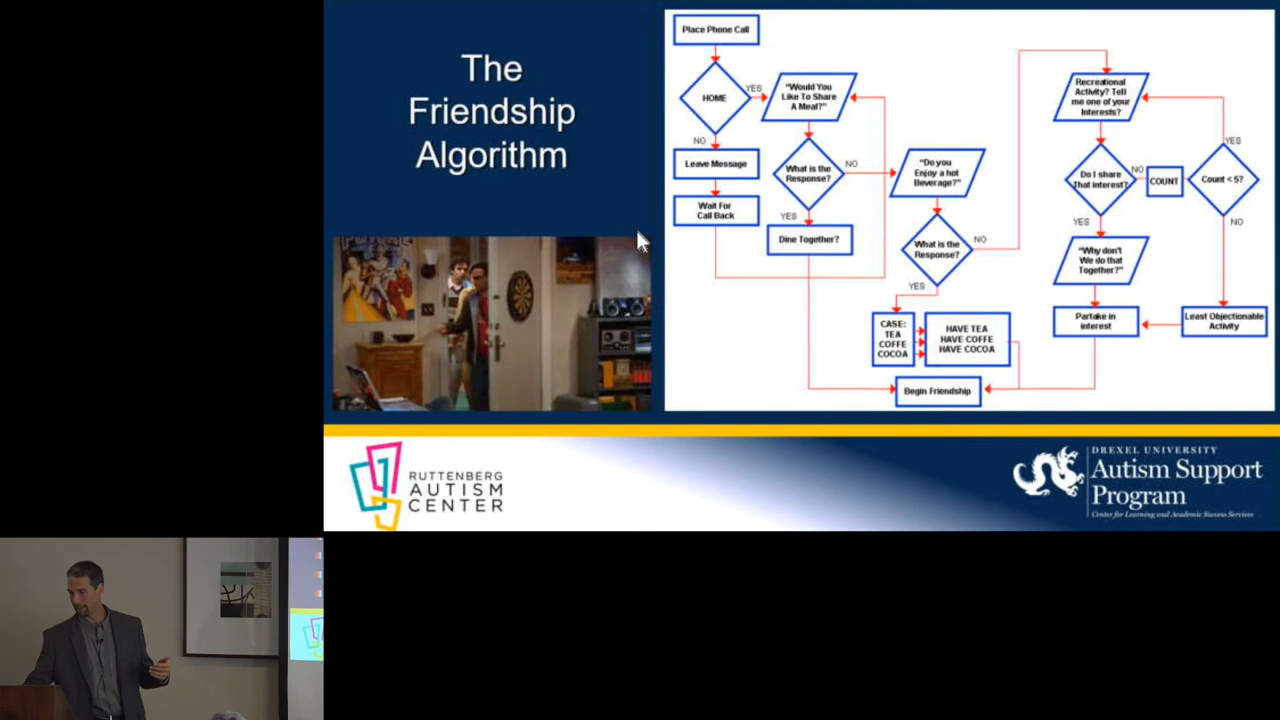 The
Friendship
Algorithm
Place Phone Call
HOME
YES
NO
Leave Message
Wait For
Call Back
"Would You
Like To Share
A Meal?"
What is the
Response?
NO
YES
Dine Together?
"Do you
Enjoy a hot
Beverage?"
What is the
Response?
NO
YES
CASE:
TEA
COFFE
COCOA
HAVE TEA
HAVE COFFE
HAVE COCOA
Begin Friendship
Recreational
Activity? Tell
me one of your
Interests?
Do I share
That interest?
NO
COUNT
Count < 5?
YES
NO
YES
"Why don't
We do that
Together?"
Partake in
interest
Least Objectionable
Activity
RUTTENBERG
AUTISM
CENTER
DREXEL UNIVERSITY
Autism Support
Program
Center for Learning and Academic Success Services